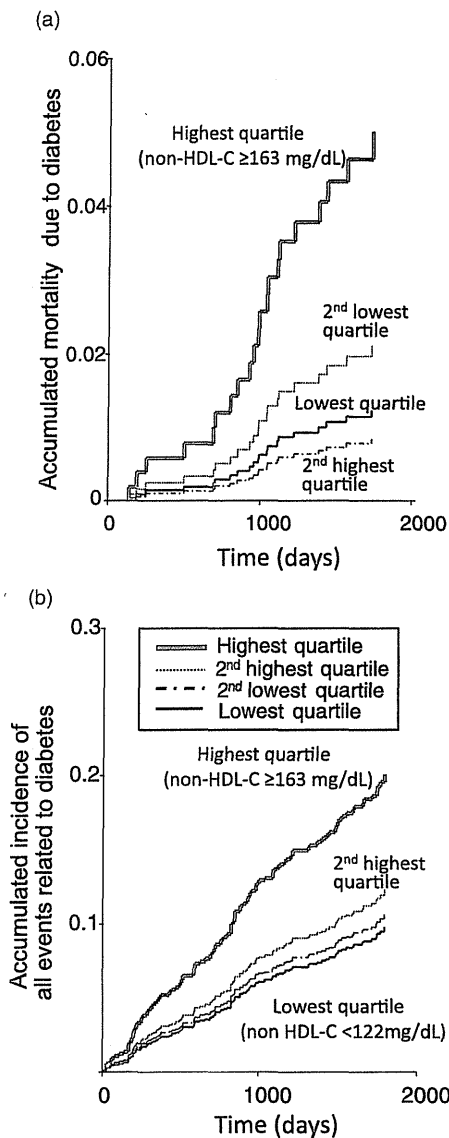 (a)
0.06
Highest quartile
(non-HDL-C ≥163 mg/dL)
0.04
Accumulated mortality due to diabetes
2nd lowest
quartile
0.02
Lowest quartile
2nd highest
quartile
0
0
1000
2000
Time (days)
(b)
0.3
Highest quartile
2nd highest quartile
2nd lowest quartile
Lowest quartile
Highest quartile
(non-HDL-C ≥163 mg/dL)
0.2
Accumulated incidence of
all events related to diabetes
2nd highest
quartile
0.1
Lowest quartile
(non HDL-C <122mg/dL)
0
1000
2000
Time (days)